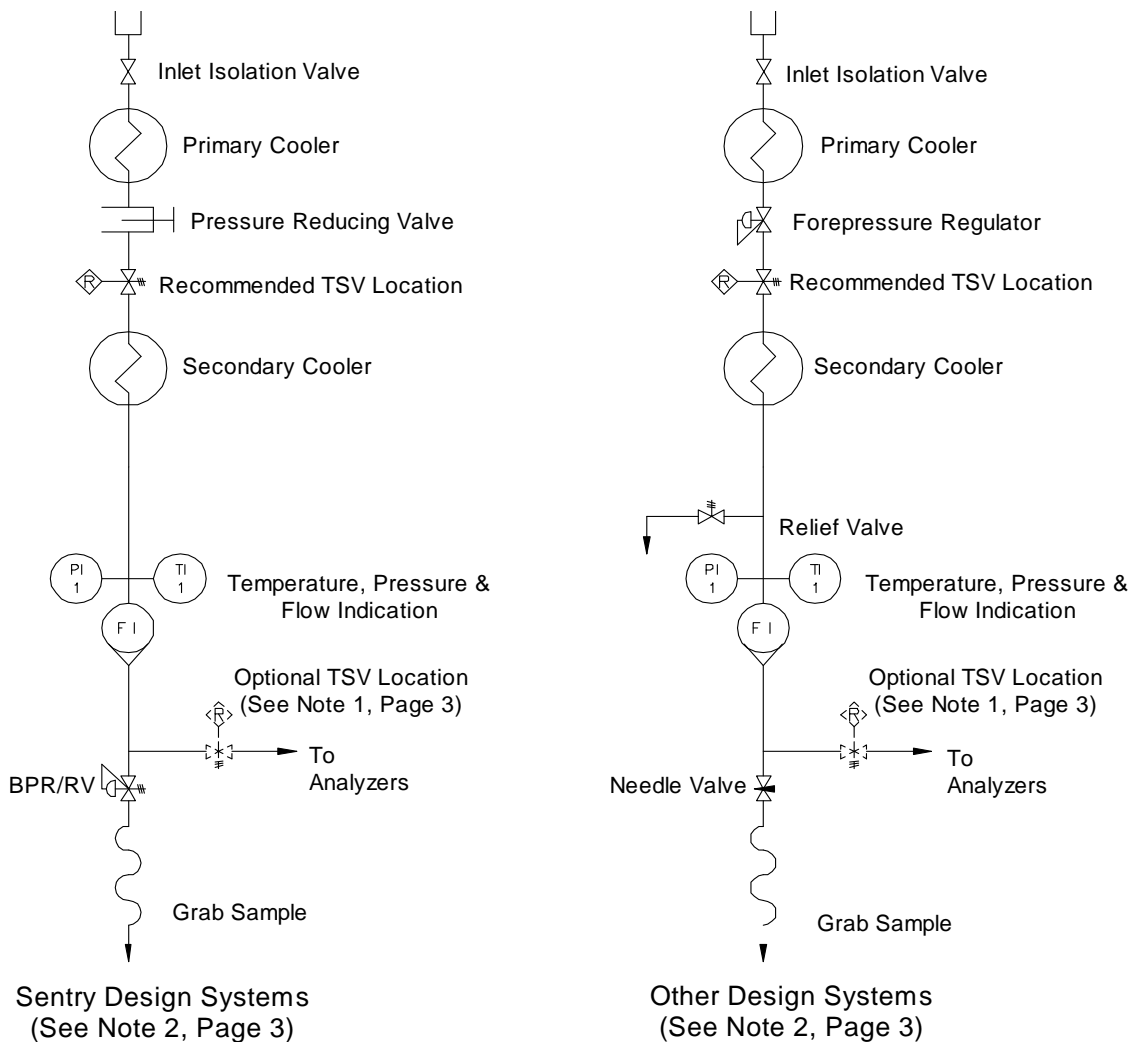 Inlet Isolation Valve
Primary Cooler
Pressure Reducing Valve
R
Recommended TSV Location
Secondary Cooler
PI
1
TI
1
Temperature, Pressure &
Flow Indication
FI
Optional TSV Location
(See Note 1, Page 3)
R
To
Analyzers
BPR/RV
Grab Sample
Sentry Design Systems
(See Note 2, Page 3)
Inlet Isolation Valve
Primary Cooler
Forepressure Regulator
R
Recommended TSV Location
Secondary Cooler
Relief Valve
PI
1
TI
1
Temperature, Pressure &
Flow Indication
FI
Optional TSV Location
(See Note 1, Page 3)
R
To
Analyzers
Needle Valve
Grab Sample
Other Design Systems
(See Note 2, Page 3)